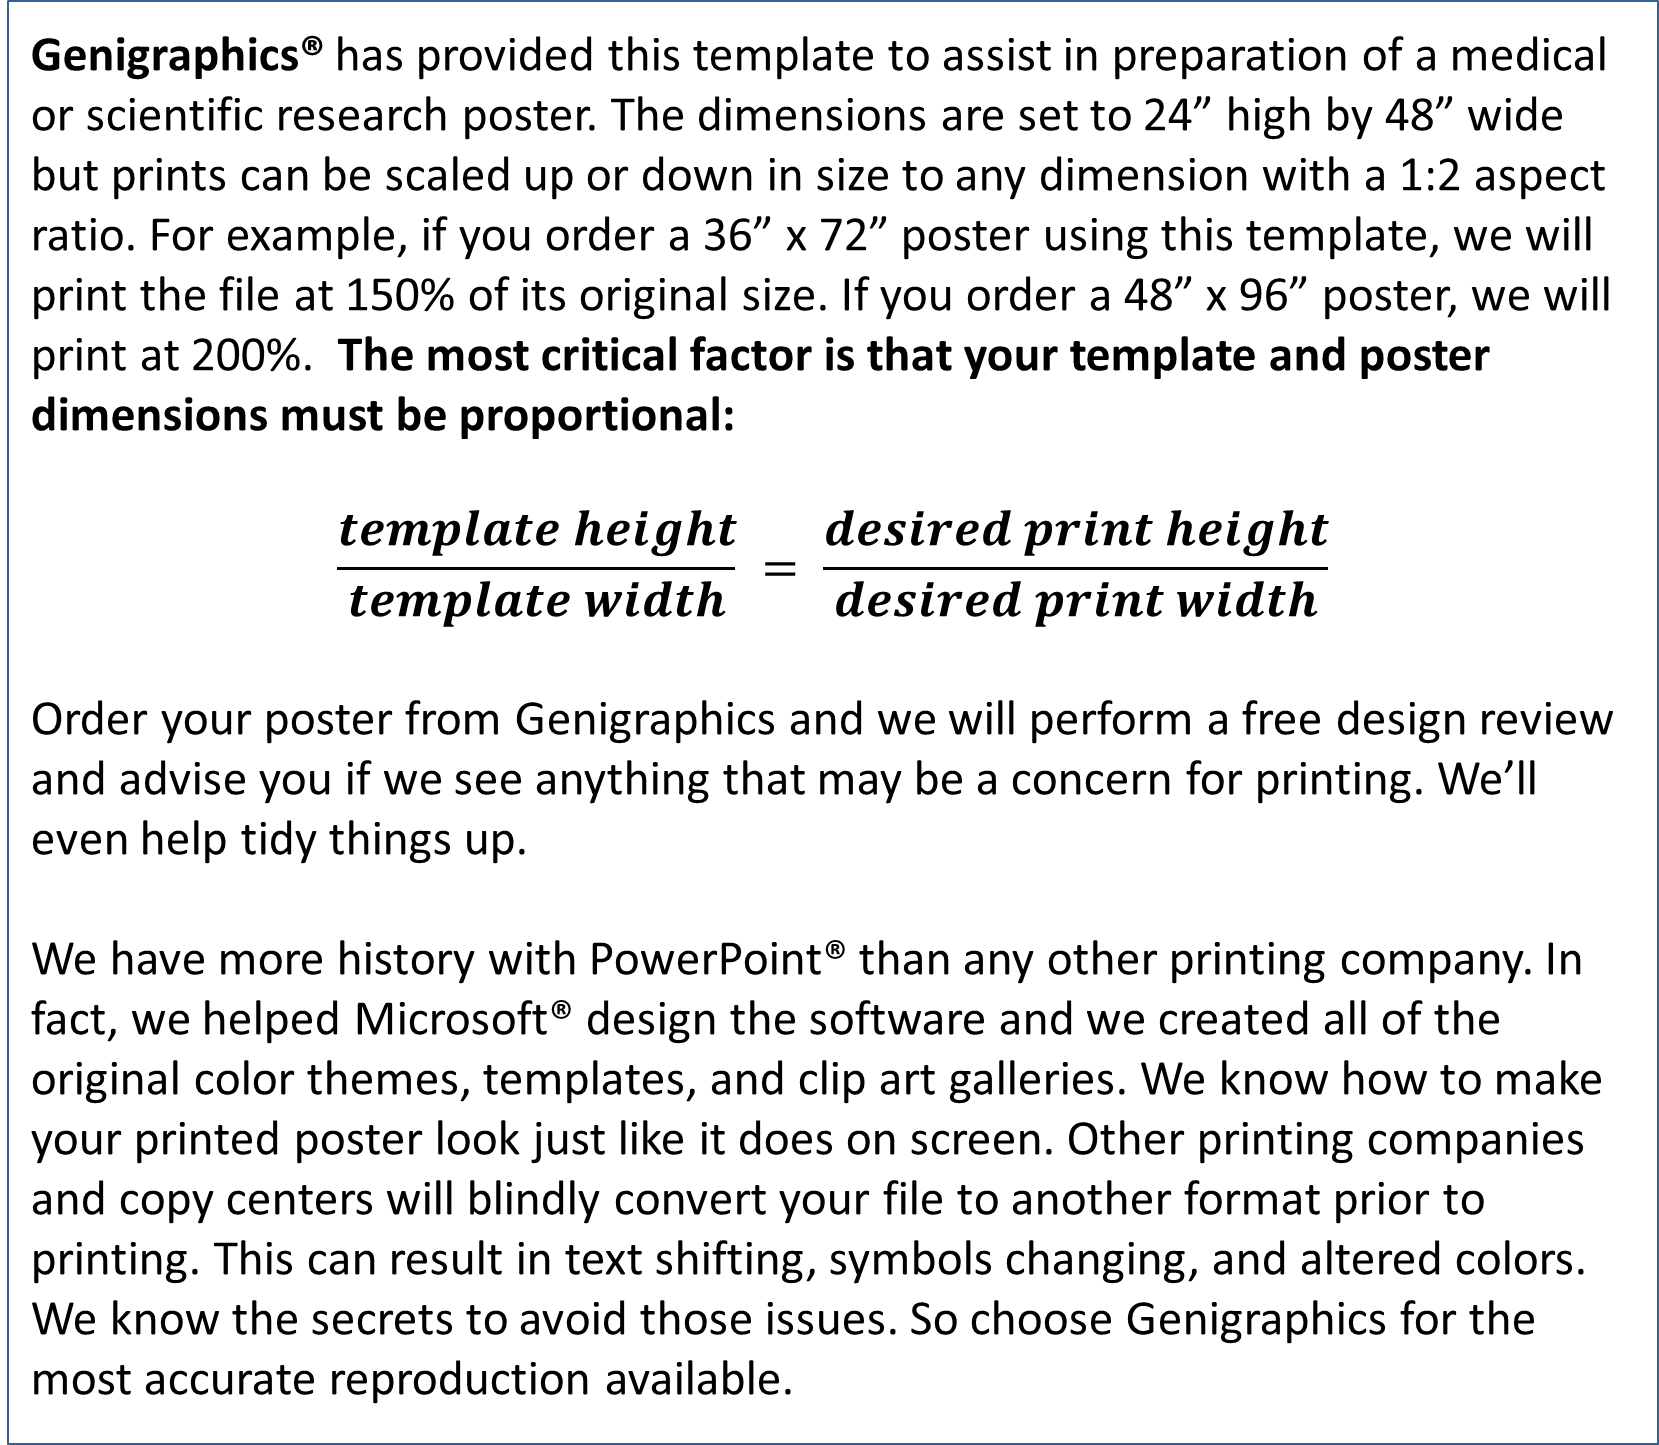 Genigraphics® has provided this template to assist in preparation of a medical
or scientific research poster. The dimensions are set to 24” high by 48” wide
but prints can be scaled up or down in size to any dimension with a 1:2 aspect
ratio. For example, if you order a 36” x 72” poster using this template, we will
print the file at 150% of its original size. If you order a 48” x 96” poster, we will
print at 200%.  The most critical factor is that your template and poster
dimensions must be proportional:
template height / template width = desired print height / desired print width
Order your poster from Genigraphics and we will perform a free design review
and advise you if we see anything that may be a concern for printing. We’ll
even help tidy things up.
We have more history with PowerPoint® than any other printing company. In
fact, we helped Microsoft® design the software and we created all of the
original color themes, templates, and clip art galleries. We know how to make
your printed poster look just like it does on screen. Other printing companies
and copy centers will blindly convert your file to another format prior to
printing. This can result in text shifting, symbols changing, and altered colors.
We know the secrets to avoid those issues. So choose Genigraphics for the
most accurate reproduction available.